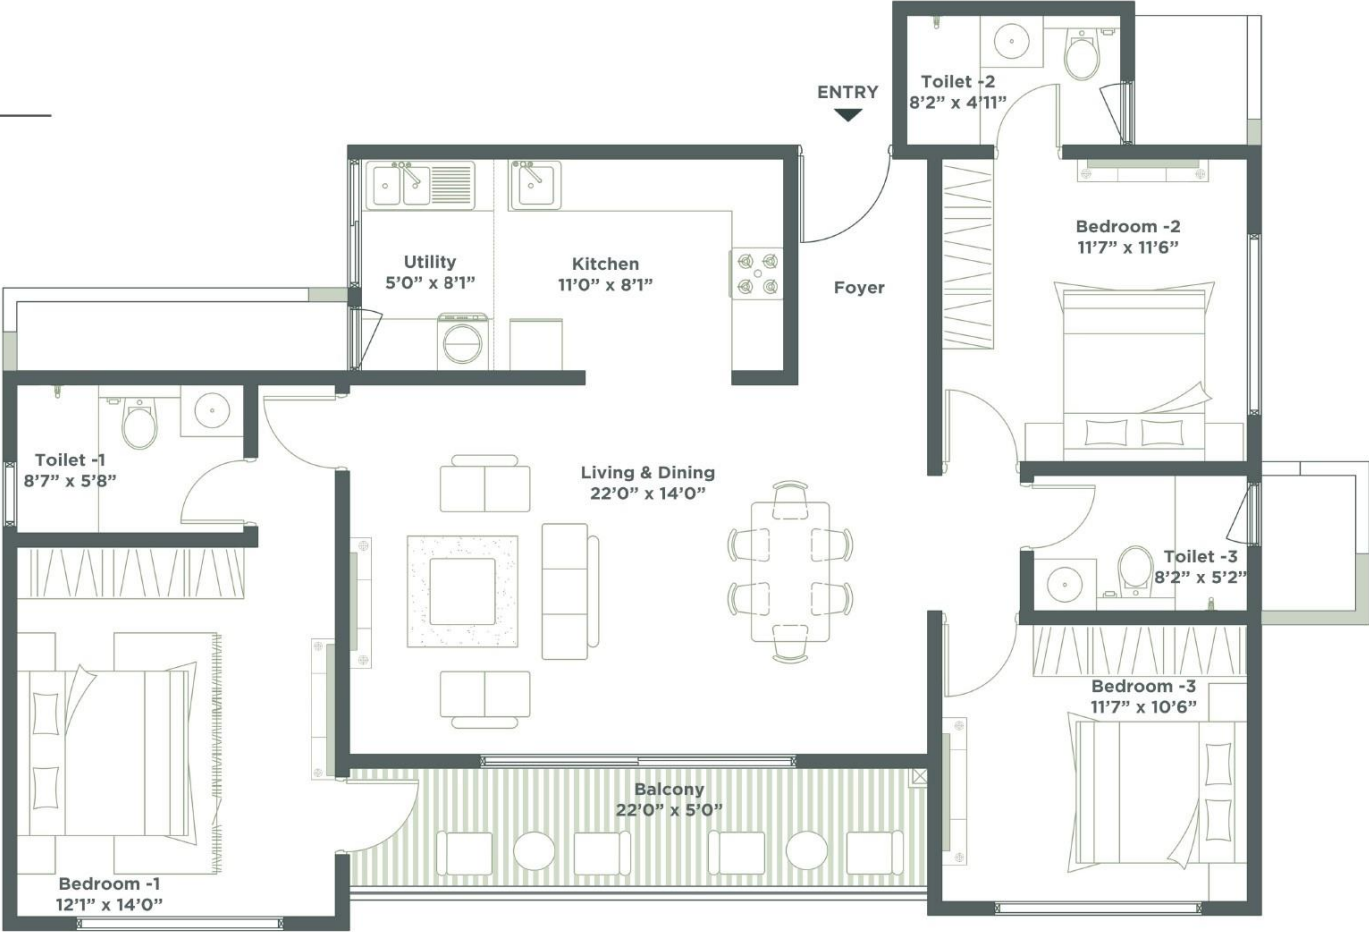 ENTRY
Toilet -2
8’2” x 4’11”
Bedroom -2
11’7” x 11’6”
Utility
5’0” x 8’1”
Kitchen
11’0” x 8’1”
Foyer
Toilet -1
8’7” x 5’8”
Living & Dining
22’0” x 14’0”
Toilet -3
8’2” x 5’2”
Bedroom -3
11’7” x 10’6”
Balcony
22’0” x 5’0”
Bedroom -1
12’1” x 14’0”